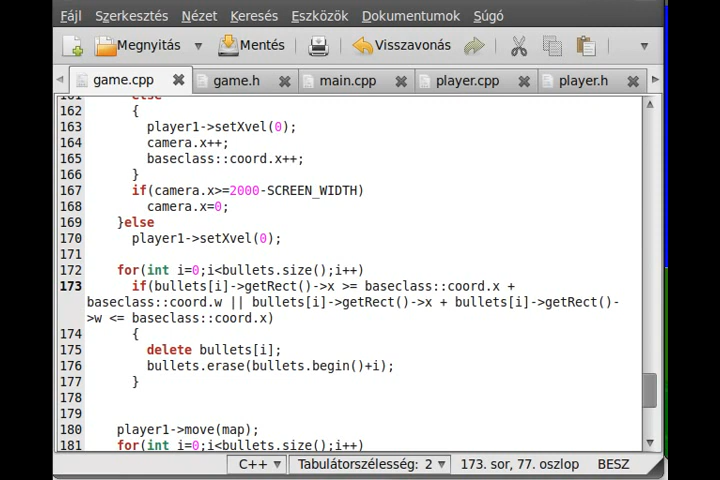 Fájl Szerkesztés Nézet Keresés Eszközök Dokumentumok Súgó
Megnyitás Mentés Visszavonás
game.cpp game.h main.cpp player.cpp player.h
161 else
162 {
163 player1->setXvel(0);
164 camera.x++;
165 baseclass::coord.x++;
166 }
167 if(camera.x>=2000-SCREEN_WIDTH)
168 camera.x=0;
169 }else
170 player1->setXvel(0);
171
172 for(int i=0;i<bullets.size();i++)
173 if(bullets[i]->getRect()->x >= baseclass::coord.x +
baseclass::coord.w || bullets[i]->getRect()->x + bullets[i]->getRect()-
>w <= baseclass::coord.x)
174 {
175 delete bullets[i];
176 bullets.erase(bullets.begin()+i);
177 }
178
179
180 player1->move(map);
181 for(int i=0;i<bullets.size();i++)
C++ Tabulátorszélesség: 2 173. sor, 77. oszlop BESZ